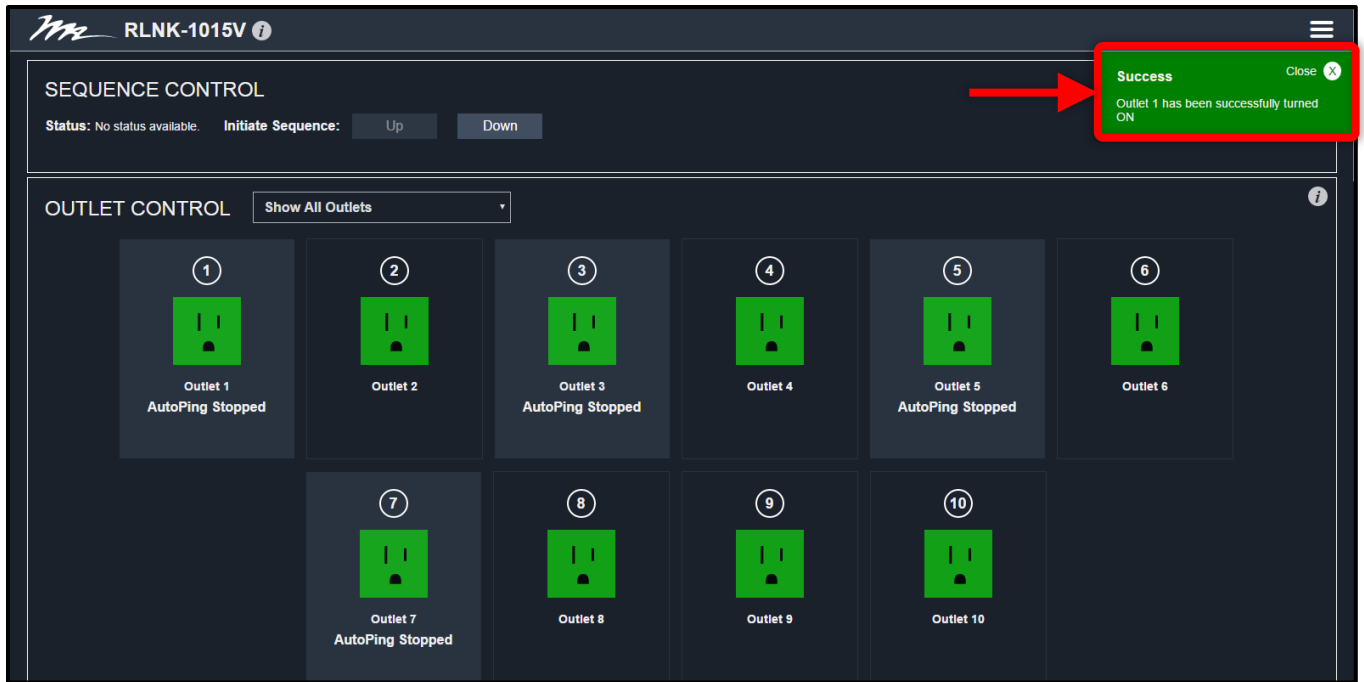 RLNK-1015V i
Success
Close X
Outlet 1 has been successfully turned
ON
SEQUENCE CONTROL
Status: No status available. Initiate Sequence: Up Down
OUTLET CONTROL Show All Outlets i
1 2 3 4 5 6
Outlet 1 Outlet 2 Outlet 3 Outlet 4 Outlet 5 Outlet 6
AutoPing Stopped AutoPing Stopped AutoPing Stopped
7 8 9 10
Outlet 7 Outlet 8 Outlet 9 Outlet 10
AutoPing Stopped